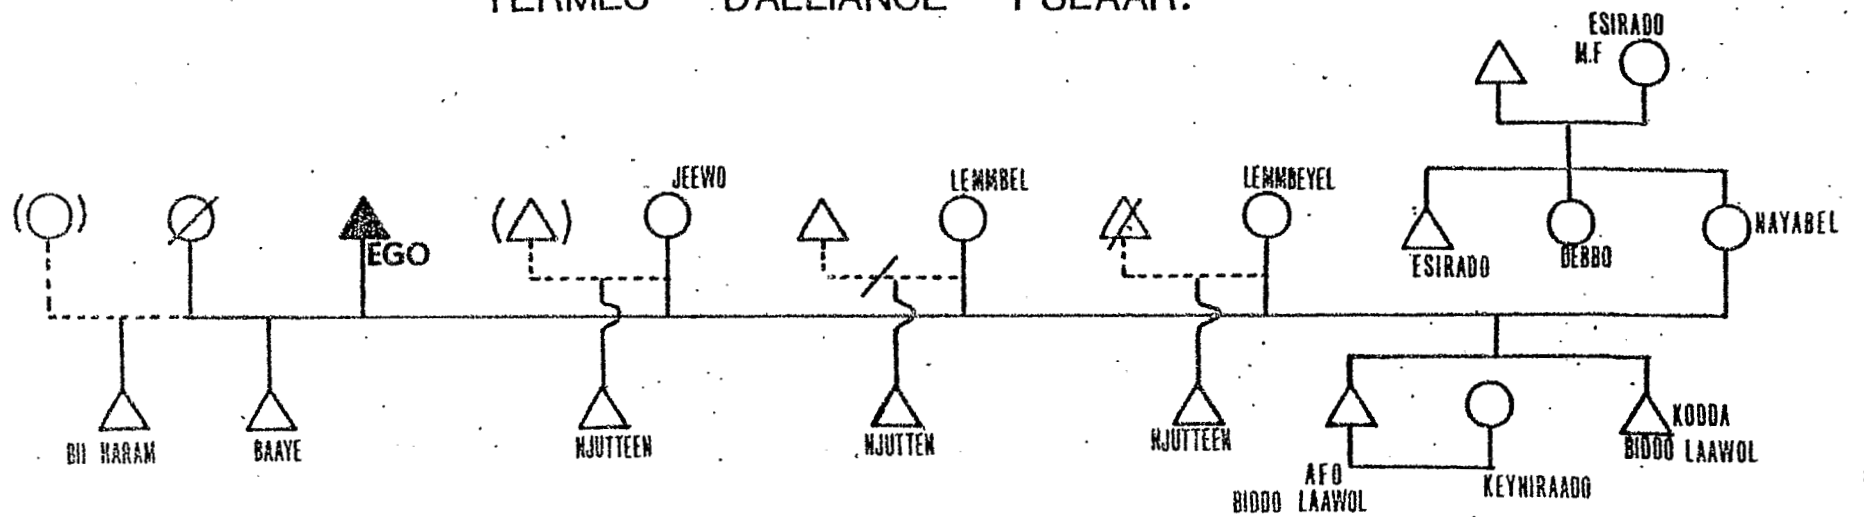 TERMES D'ALLIANCE PULAAR.
ESIRADO
M.F
JEEWO
LEMMBEL
LEMMBEYEL
NAYABEL
EGO
ESIRADO
DEBBO
BII HARAM
BAAYE
NJUTTEEN
NJUTTEN
NJUTTEEN
KODDA
BIDDO LAAWOL
AFO
BIDDO LAAWOL
KEYNIRAADO